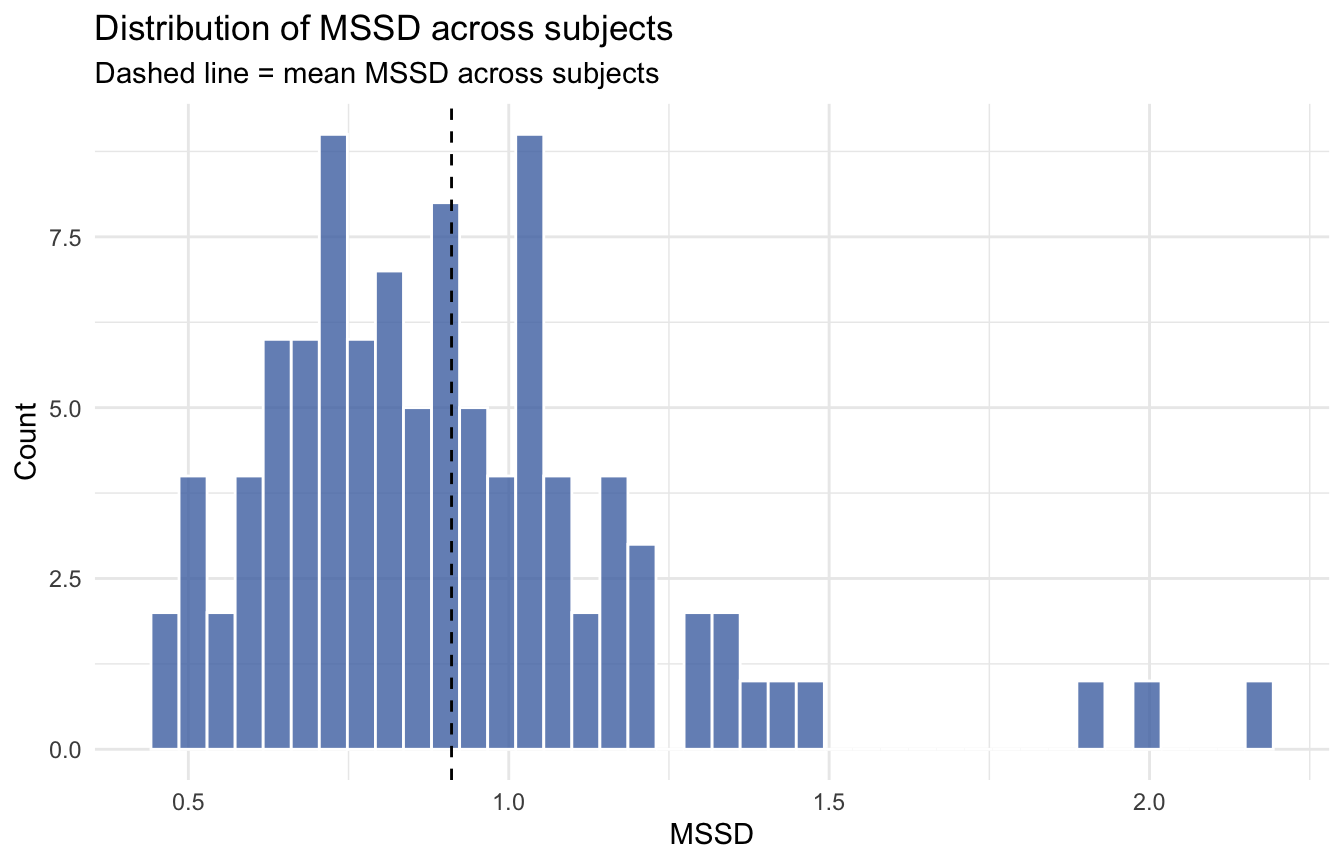 Distribution of MSSD across subjects
Dashed line = mean MSSD across subjects
7.5
5.0
2.5
0.0
Count
0.5 1.0 1.5 2.0
MSSD